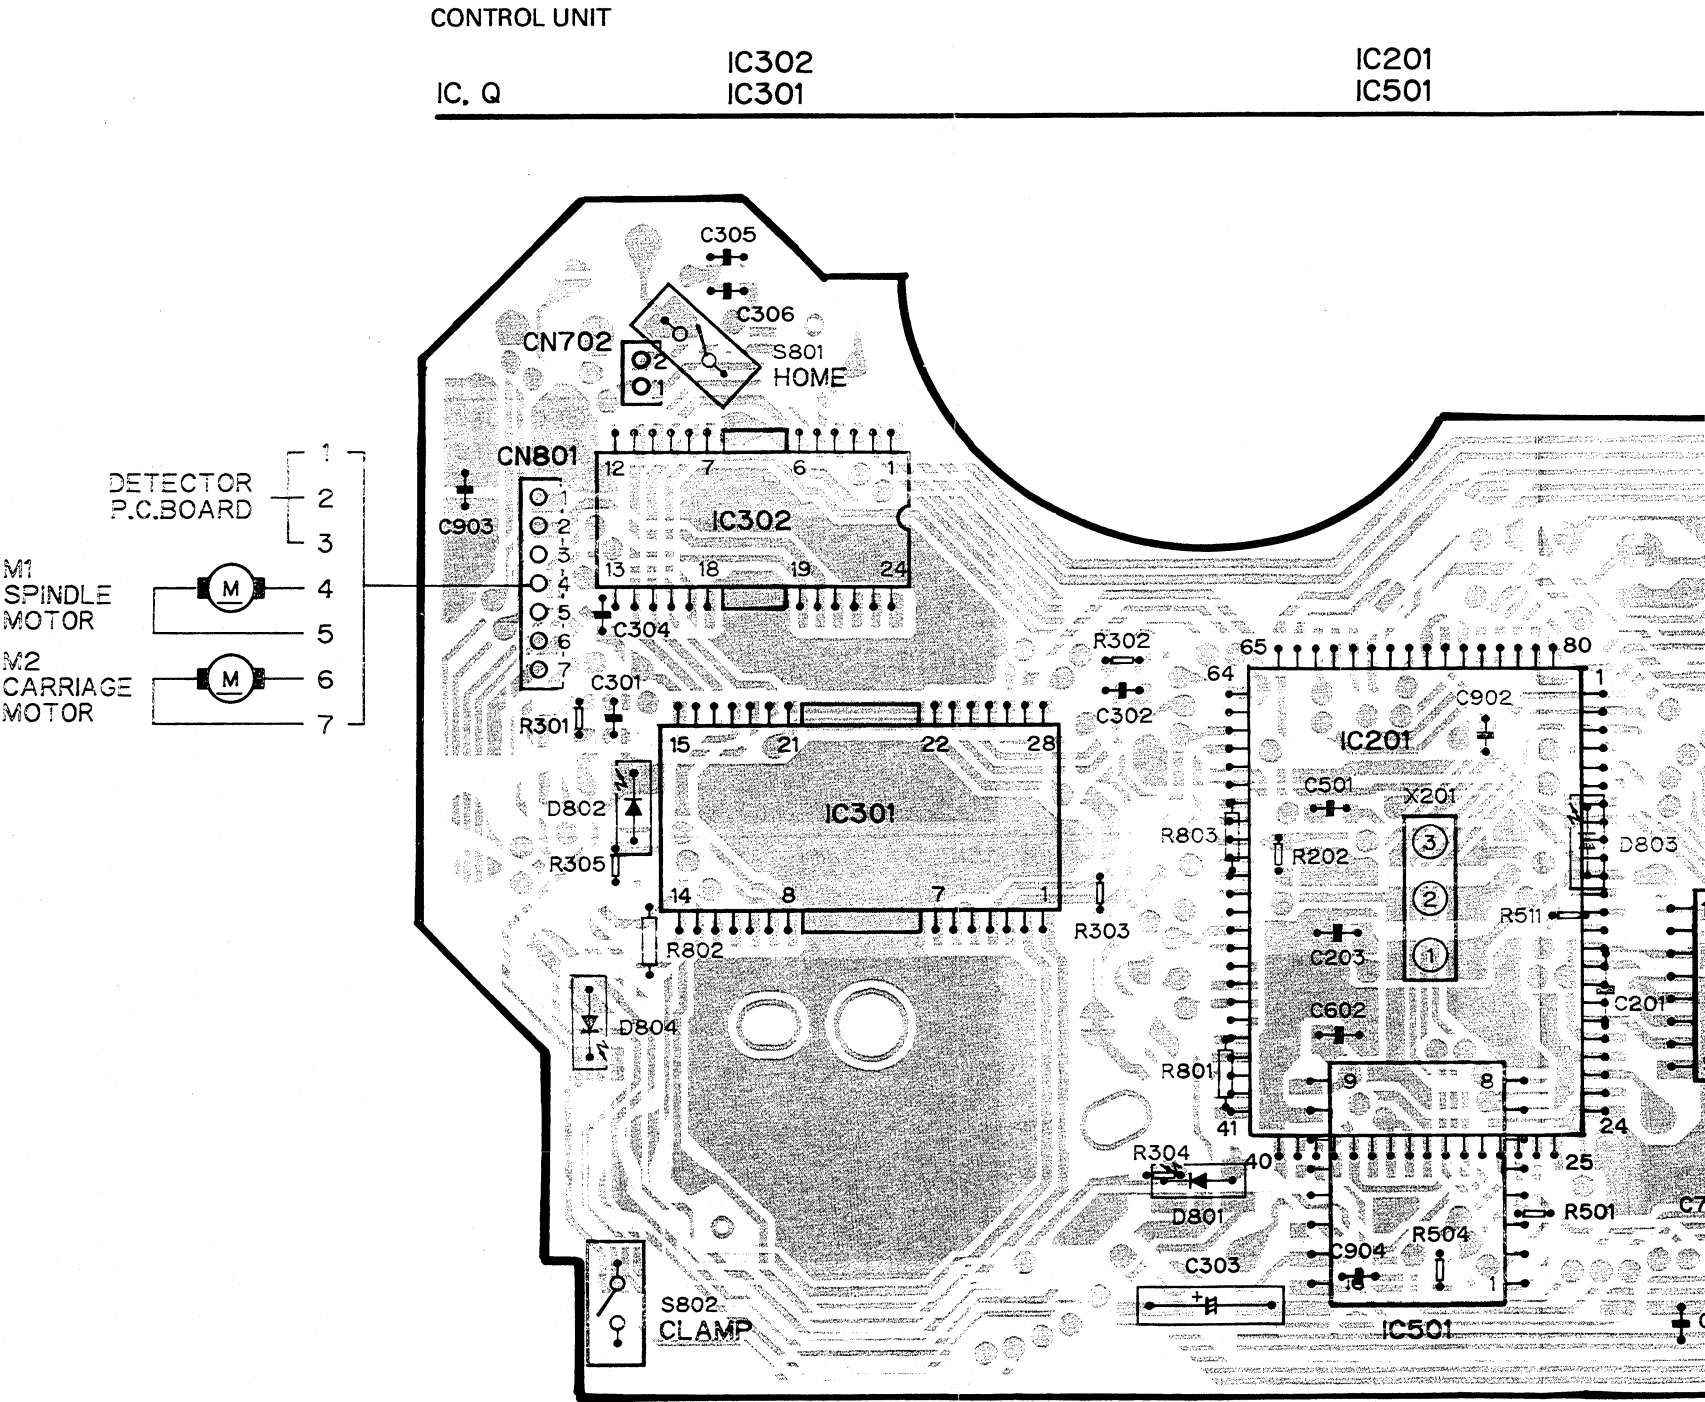 CONTROL UNIT
IC302
IC201
IC, Q
IC301
IC501
C305
C306
CN702
2
1
S801
HOME
CN801
12
7
6
1
IC302
13
18
19
24
1
2
3
4
5
6
7
C903
DETECTOR
P.C.BOARD
1
2
3
M1
SPINDLE
MOTOR
M
4
5
M2
CARRIAGE
MOTOR
M
6
7
C304
C301
R301
R302
C302
15
21
22
28
IC301
14
8
7
1
D802
R305
R303
R802
D804
65
80
64
1
C902
IC201
C501
X201
R803
R202
3
2
1
D803
R511
C203
C201
C602
R801
9
8
41
24
40
25
R304
D801
R501
C7
R504
C904
1
C303
+
IC501
S802
CLAMP